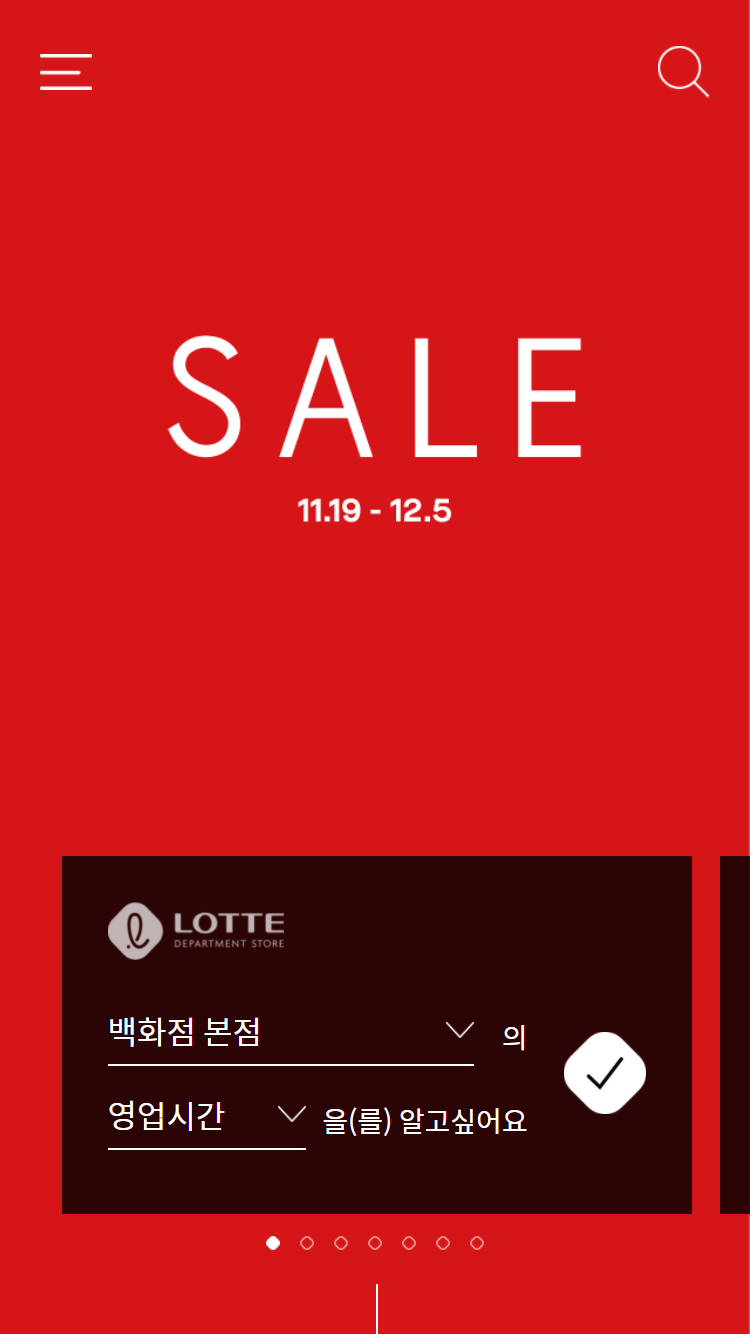 SALE
11.19 - 12.5
LOTTE
DEPARTMENT STORE
백화점 본점 의
영업시간 을(를) 알고싶어요